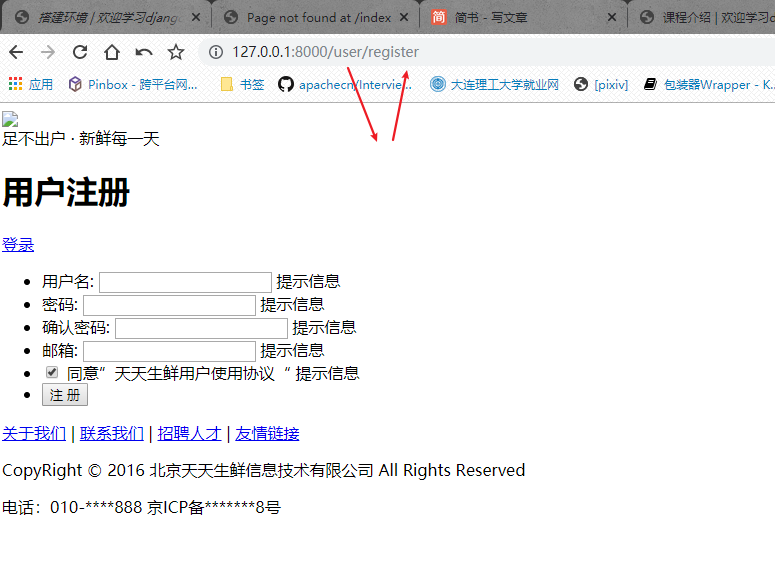 搭建环境 | 欢迎学习djang
Page not found at /index
简 简书 - 写文章
课程介绍 | 欢迎学习d
127.0.0.1:8000/user/register
应用 Pinbox - 跨平台网... 书签 apachecn/Intervie... 大连理工大学就业网 [pixiv] 包装器Wrapper - K...
足不出户 · 新鲜每一天
用户注册
登录
用户名: 提示信息
密码: 提示信息
确认密码: 提示信息
邮箱: 提示信息
同意”天天生鲜用户使用协议“ 提示信息
注 册
关于我们 | 联系我们 | 招聘人才 | 友情链接
CopyRight © 2016 北京天天生鲜信息技术有限公司 All Rights Reserved
电话：010-****888 京ICP备*******8号